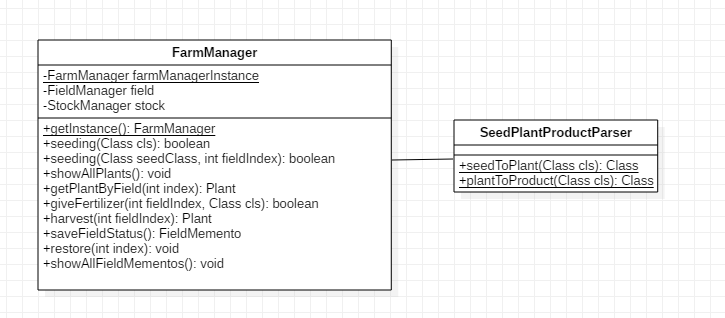 FarmManager
-FarmManager farmManagerInstance
-FieldManager field
-StockManager stock
+getInstance(): FarmManager
+seeding(Class cls): boolean
+seeding(Class seedClass, int fieldIndex): boolean
+showAllPlants(): void
+getPlantByField(int index): Plant
+giveFertilizer(int fieldIndex, Class cls): boolean
+harvest(int fieldIndex): Plant
+saveFieldStatus(): FieldMemento
+restore(int index): void
+showAllFieldMementos(): void
SeedPlantProductParser
+seedToPlant(Class cls): Class
+plantToProduct(Class cls): Class